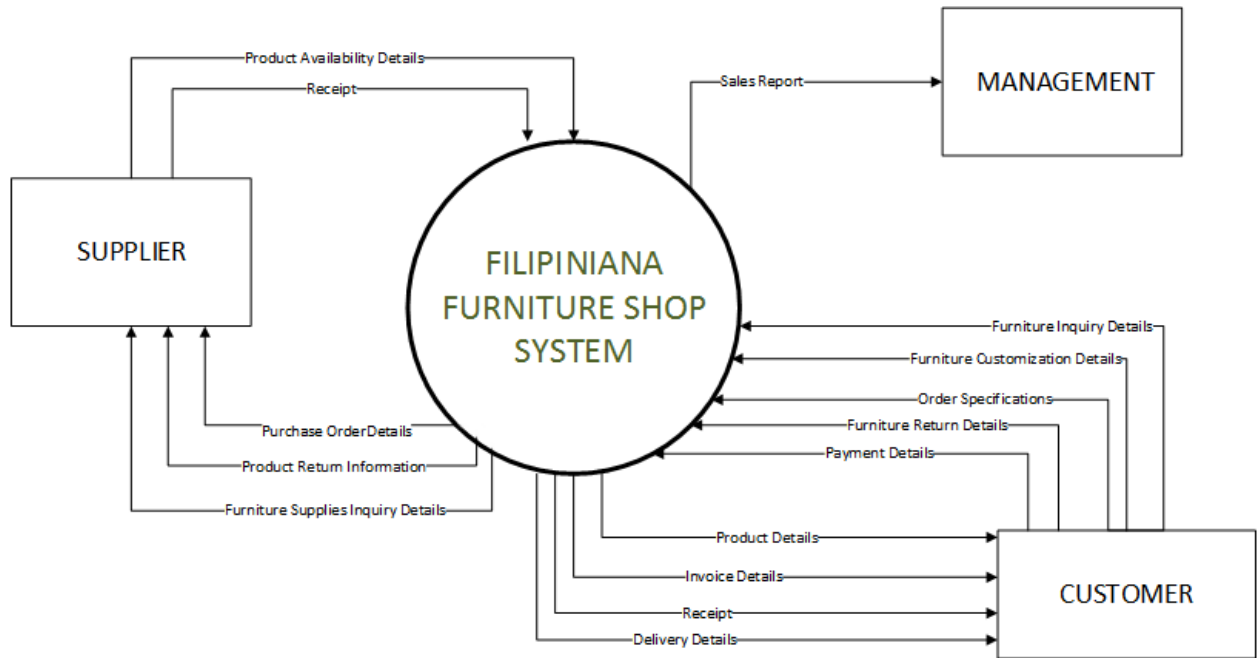 Product Availability Details
Receipt
Sales Report
MANAGEMENT
SUPPLIER
FILIPINIANA
FURNITURE SHOP
SYSTEM
Furniture Inquiry Details
Furniture Customization Details
Order Specifications
Furniture Return Details
Payment Details
Purchase OrderDetails
Product Return Information
Furniture Supplies Inquiry Details
Product Details
Invoice Details
Receipt
Delivery Details
CUSTOMER